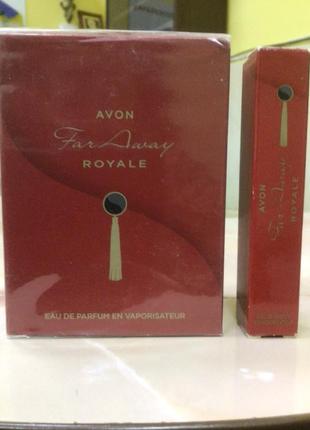 AVON
Far Away
ROYALE
EAU DE PARFUM EN VAPORISATEUR
AVON
Far Away
ROYALE